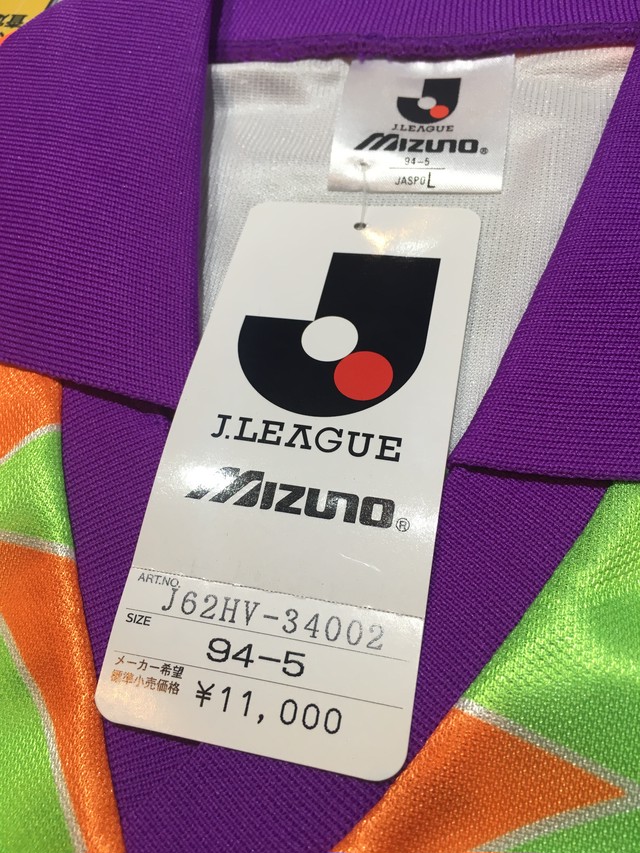 J.LEAGUE
MIZUNO®
94-5
JASPO L
J.LEAGUE
MIZUNO®
ART.NO.
J62HV-34002
SIZE
94-5
メーカー希望
標準小売価格
¥11,000